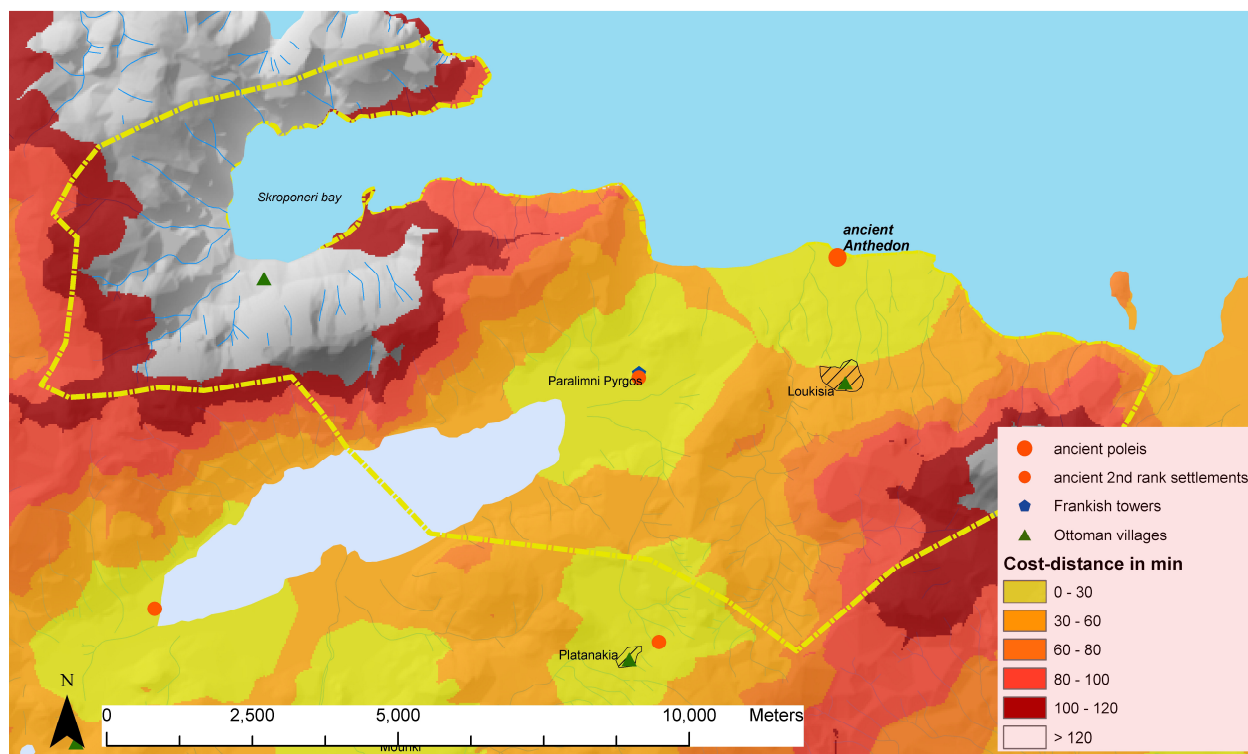 Skroponeri bay
ancient
Anthedon
Paralimni Pyrgos
Loukisia
Platanakia
ancient poleis
ancient 2nd rank settlements
Frankish towers
Ottoman villages
Cost-distance in min
0 - 30
30 - 60
60 - 80
80 - 100
100 - 120
> 120
N
0 2,500 5,000 10,000 Meters